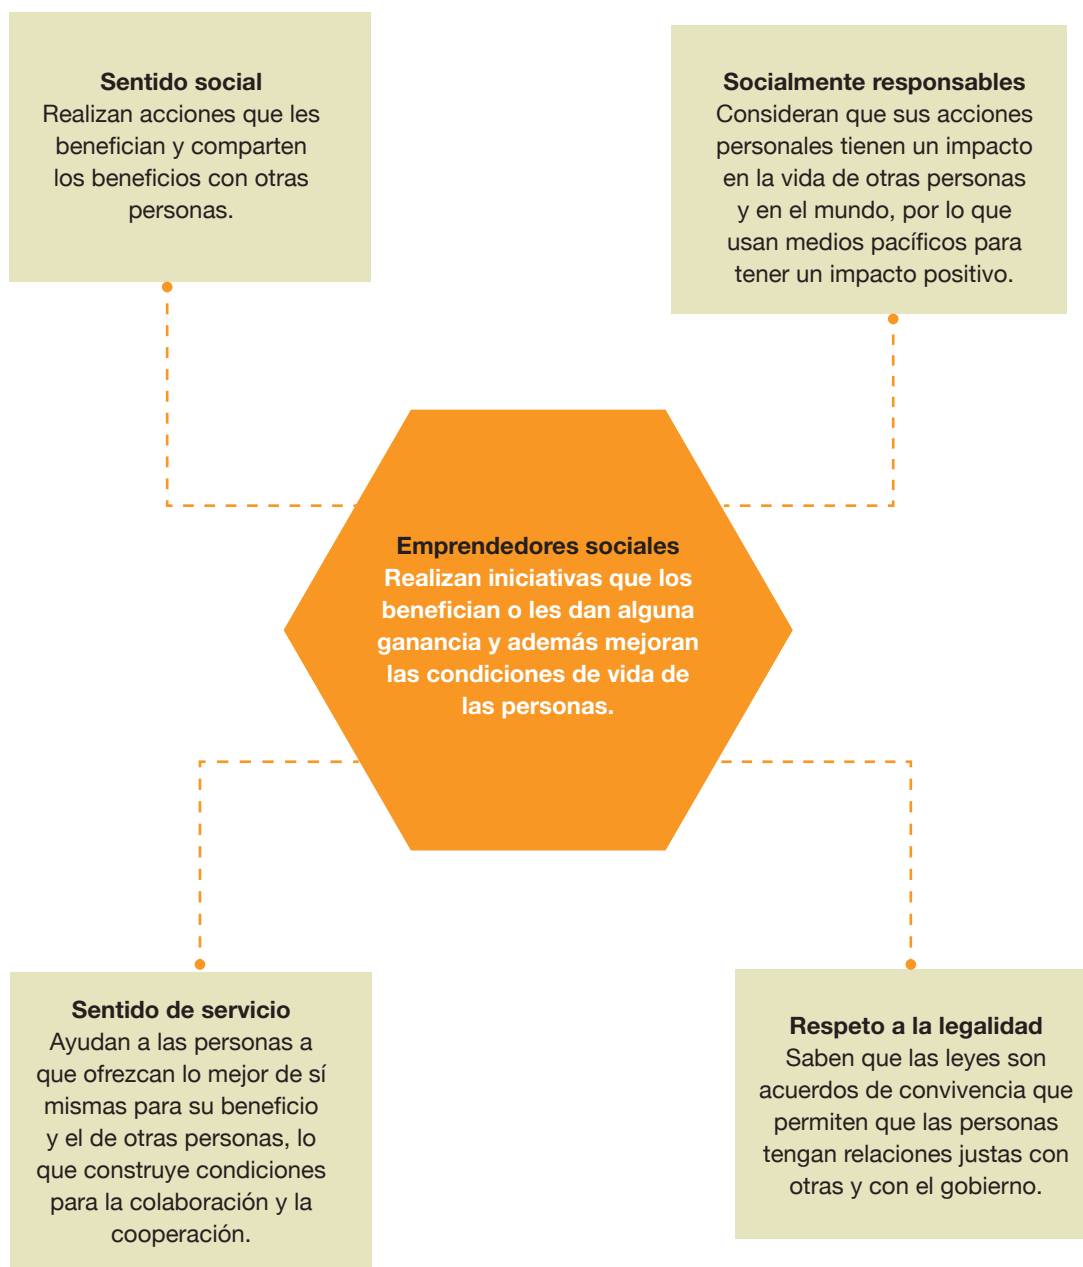 Sentido social
Realizan acciones que les
benefician y comparten
los beneficios con otras
personas.
Socialmente responsables
Consideran que sus acciones
personales tienen un impacto
en la vida de otras personas
y en el mundo, por lo que
usan medios pacíficos para
tener un impacto positivo.
Emprendedores sociales
Realizan iniciativas que los
benefician o les dan alguna
ganancia y además mejoran
las condiciones de vida de
las personas.
Sentido de servicio
Ayudan a las personas a
que ofrezcan lo mejor de sí
mismas para su beneficio
y el de otras personas, lo
que construye condiciones
para la colaboración y la
cooperación.
Respeto a la legalidad
Saben que las leyes son
acuerdos de convivencia que
permiten que las personas
tengan relaciones justas con
otras y con el gobierno.